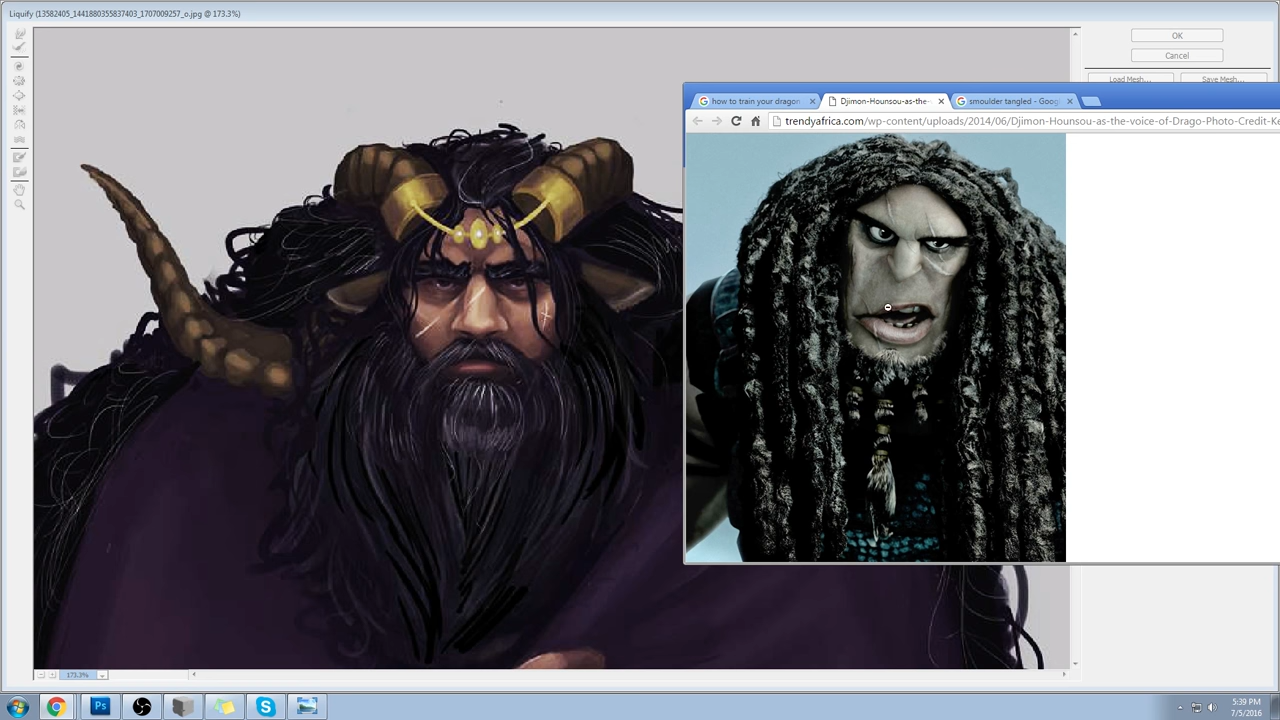 Liquify (13582405_1441880355837403_1707009257_o.jpg @ 173.3%)
OK
Cancel
Load Mesh... Save Mesh...
how to train your dragon
Djimon-Hounsou-as-the-
smoulder tangled - Goog
trendyafrica.com/wp-content/uploads/2014/06/Djimon-Hounsou-as-the-voice-of-Drago-Photo-Credit-Ke
173.3%
Ps
5:39 PM
7/5/2016